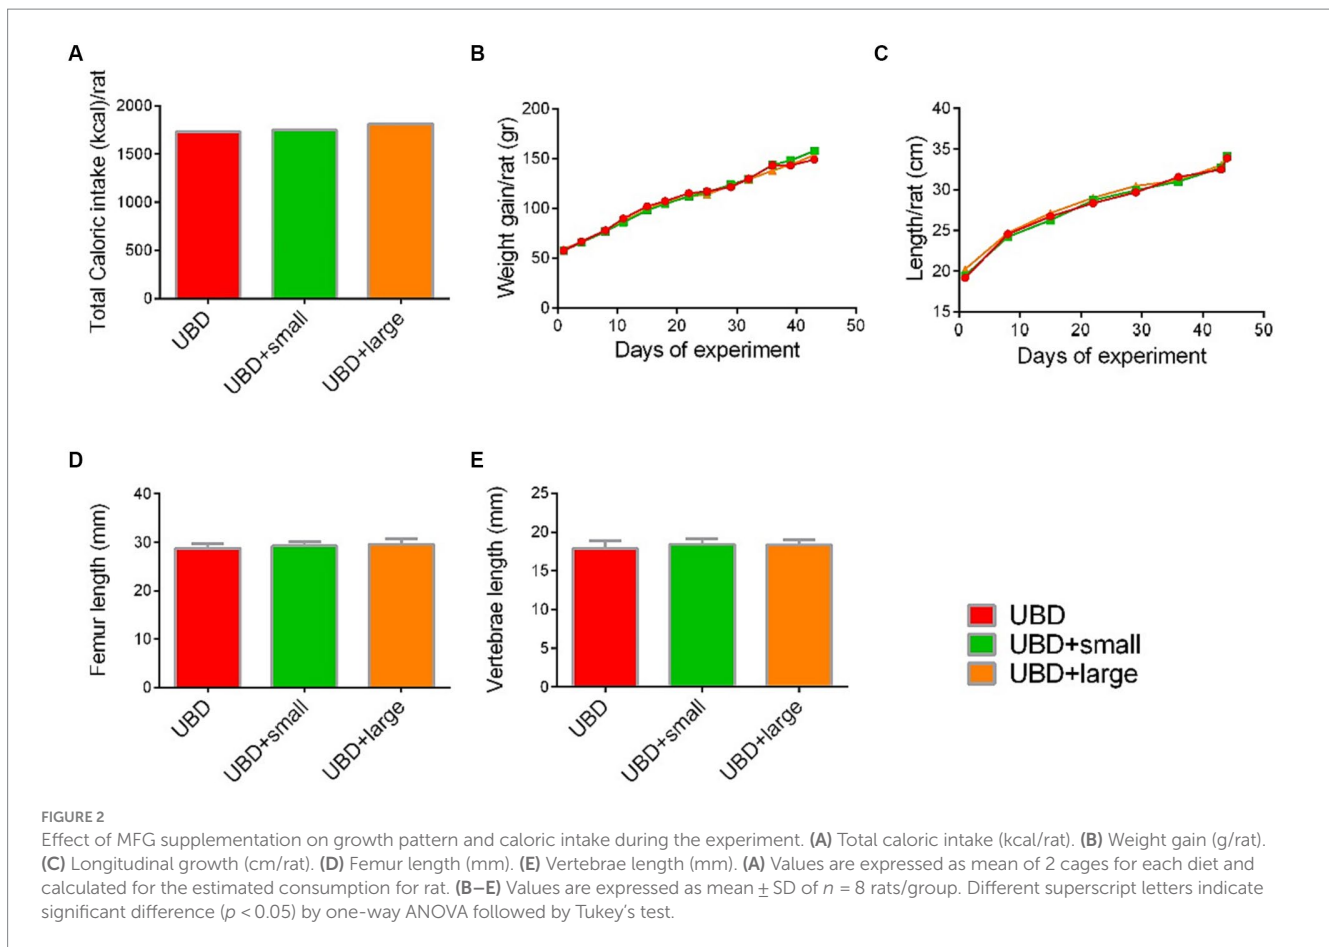 A
Total Caloric intake (kcal)/rat
2000
1500
1000
500
0
UBD
UBD+small
UBD+large
B
Weight gain/rat (gr)
200
150
100
50
0
0
10
20
30
40
50
Days of experiment
C
Length/rat (cm)
40
35
30
25
20
15
0
10
20
30
40
50
Days of experiment
D
Femur length (mm)
40
30
20
10
0
UBD
UBD+small
UBD+large
E
Vertebrae length (mm)
25
20
15
10
5
0
UBD
UBD+small
UBD+large
UBD
UBD+small
UBD+large
FIGURE 2
Effect of MFG supplementation on growth pattern and caloric intake during the experiment. (A) Total caloric intake (kcal/rat). (B) Weight gain (g/rat).
(C) Longitudinal growth (cm/rat). (D) Femur length (mm). (E) Vertebrae length (mm). (A) Values are expressed as mean of 2 cages for each diet and
calculated for the estimated consumption for rat. (B–E) Values are expressed as mean ± SD of n = 8 rats/group. Different superscript letters indicate
significant difference (p < 0.05) by one-way ANOVA followed by Tukey's test.